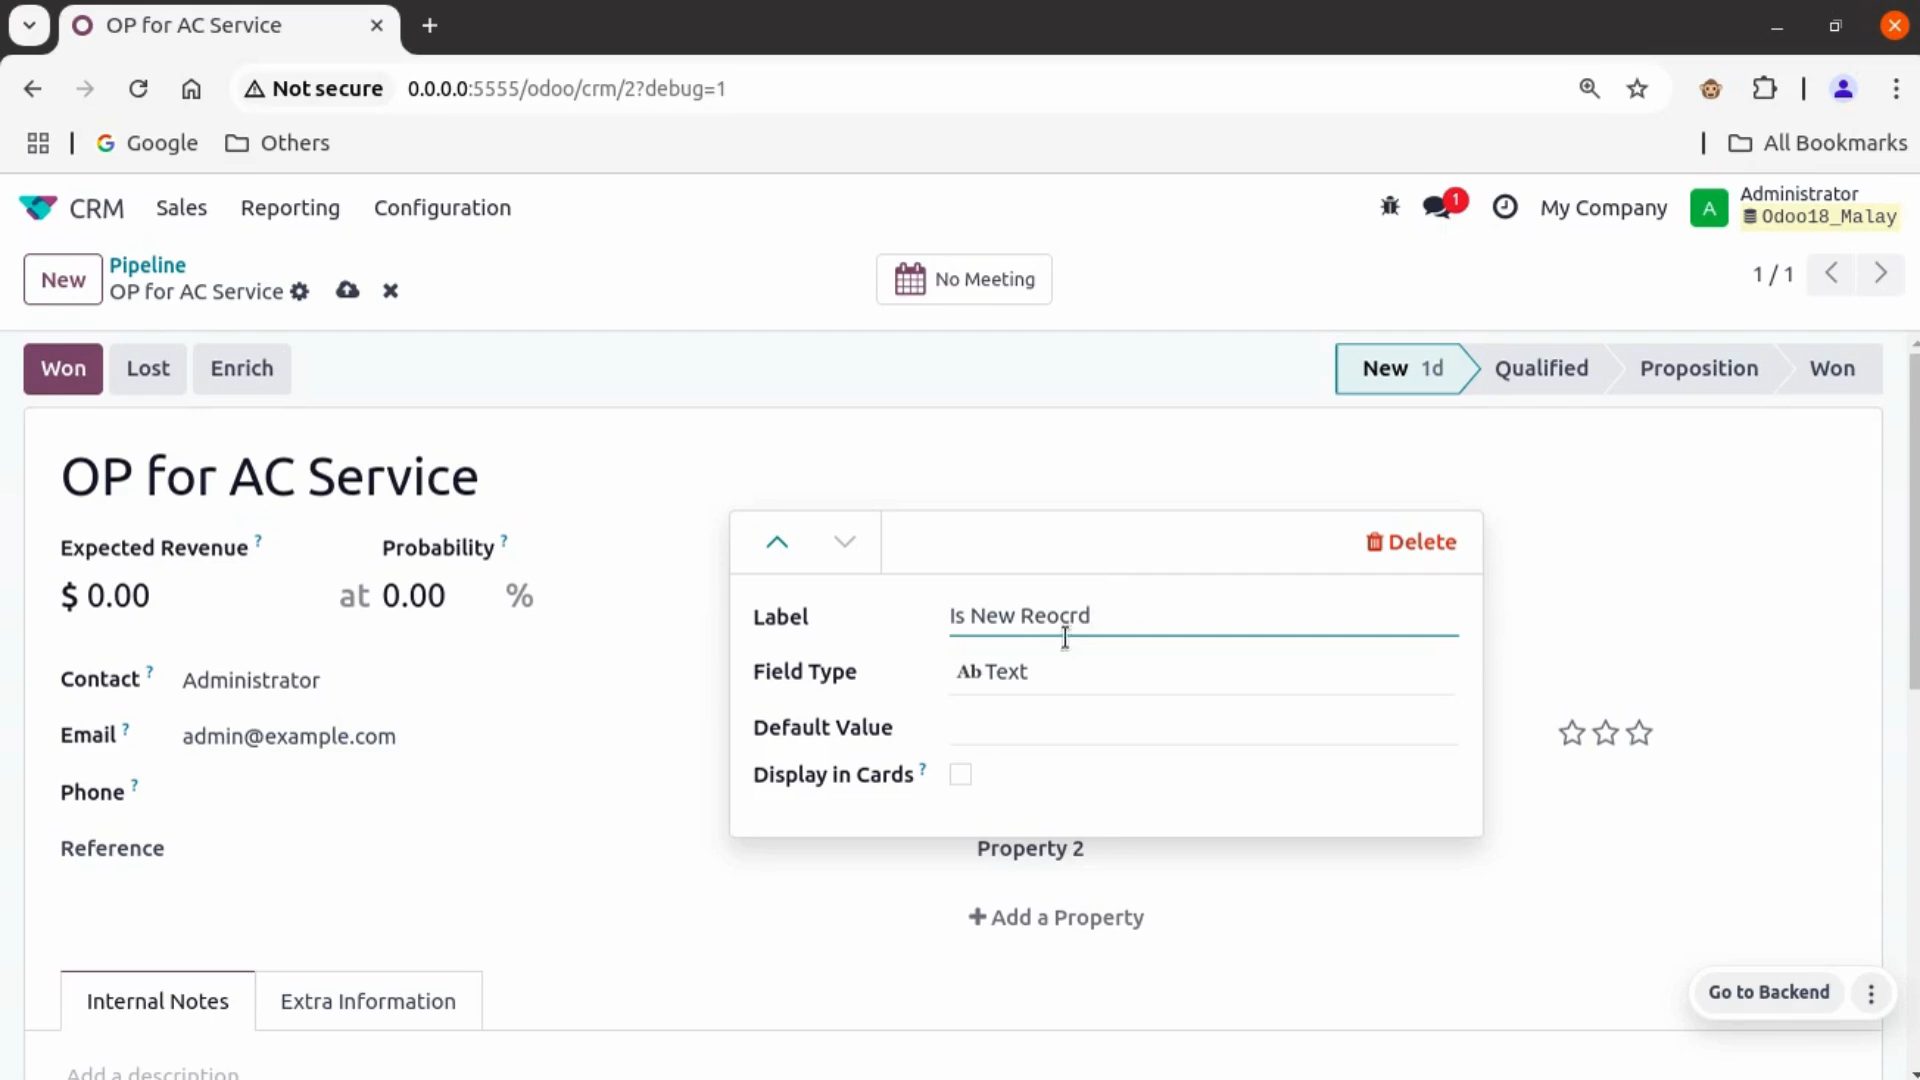 OP for AC Service
Not secure 0.0.0.0:5555/odoo/crm/2?debug=1
Google Others All Bookmarks
CRM Sales Reporting Configuration 1 My Company A Administrator
Odoo18_Malay
New Pipeline
OP for AC Service No Meeting 1 / 1
Won Lost Enrich New 1d Qualified Proposition Won
OP for AC Service
Expected Revenue ? Probability ?
$ 0.00 at 0.00 %
Delete
Label Is New Reocrd
Field Type Ab Text
Default Value
Display in Cards ?
Contact ? Administrator
Email ? admin@example.com
Phone ?
Reference Property 2
Add a Property
Internal Notes Extra Information
Go to Backend
Add a description